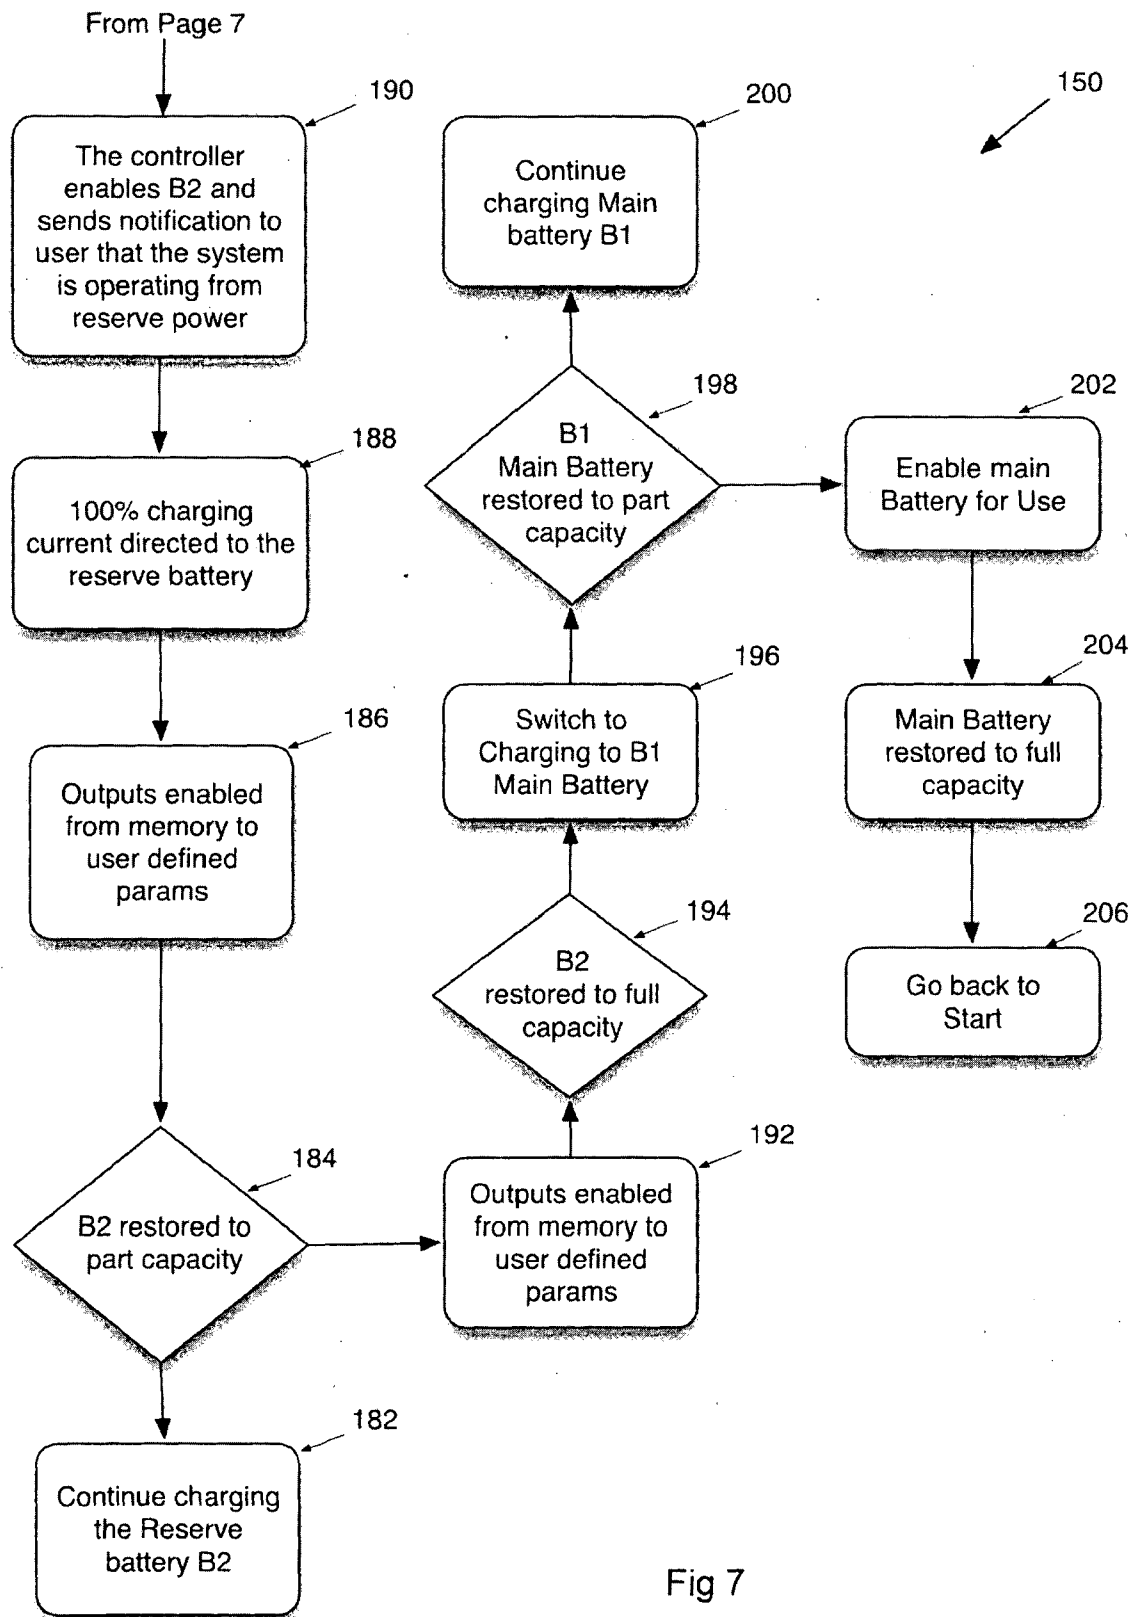 From Page 7
190
The controller
enables B2 and
sends notification to
user that the system
is operating from
reserve power
188
100% charging
current directed to the
reserve battery
186
Outputs enabled
from memory to
user defined
params
184
B2 restored to
part capacity
182
Continue charging
the Reserve
battery B2
192
Outputs enabled
from memory to
user defined
params
194
B2
restored to full
capacity
196
Switch to
Charging to B1
Main Battery
198
B1
Main Battery
restored to part
capacity
200
Continue
charging Main
battery B1
150
202
Enable main
Battery for Use
204
Main Battery
restored to full
capacity
206
Go back to
Start
Fig 7